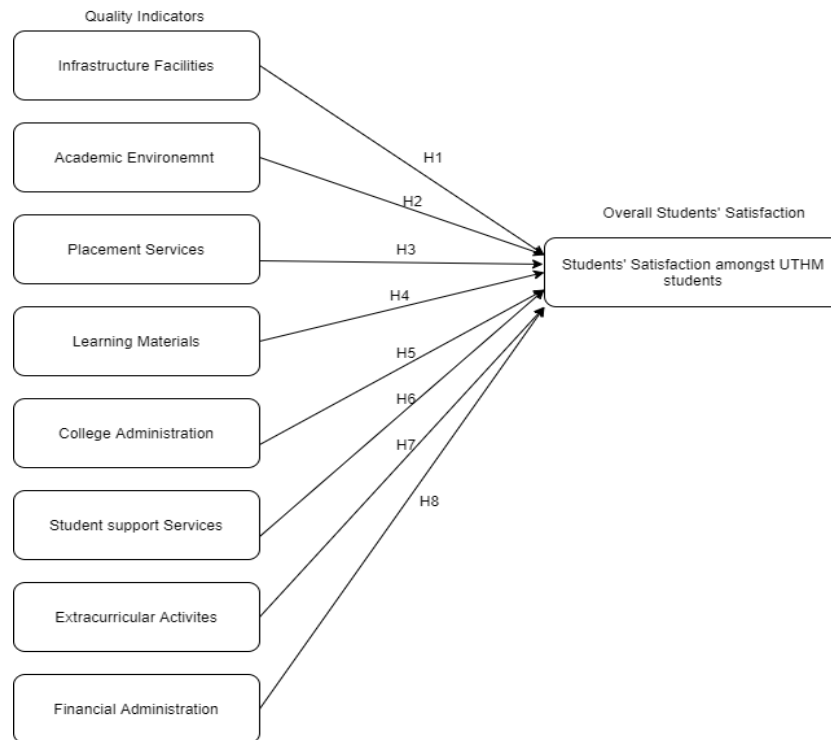 Quality Indicators
Infrastructure Facilities
Academic Environemnt
Placement Services
Learning Materials
College Administration
Student support Services
Extracurricular Activites
Financial Administration
H1
H2
H3
H4
H5
H6
H7
H8
Overall Students' Satisfaction
Students' Satisfaction amongst UTHM
students